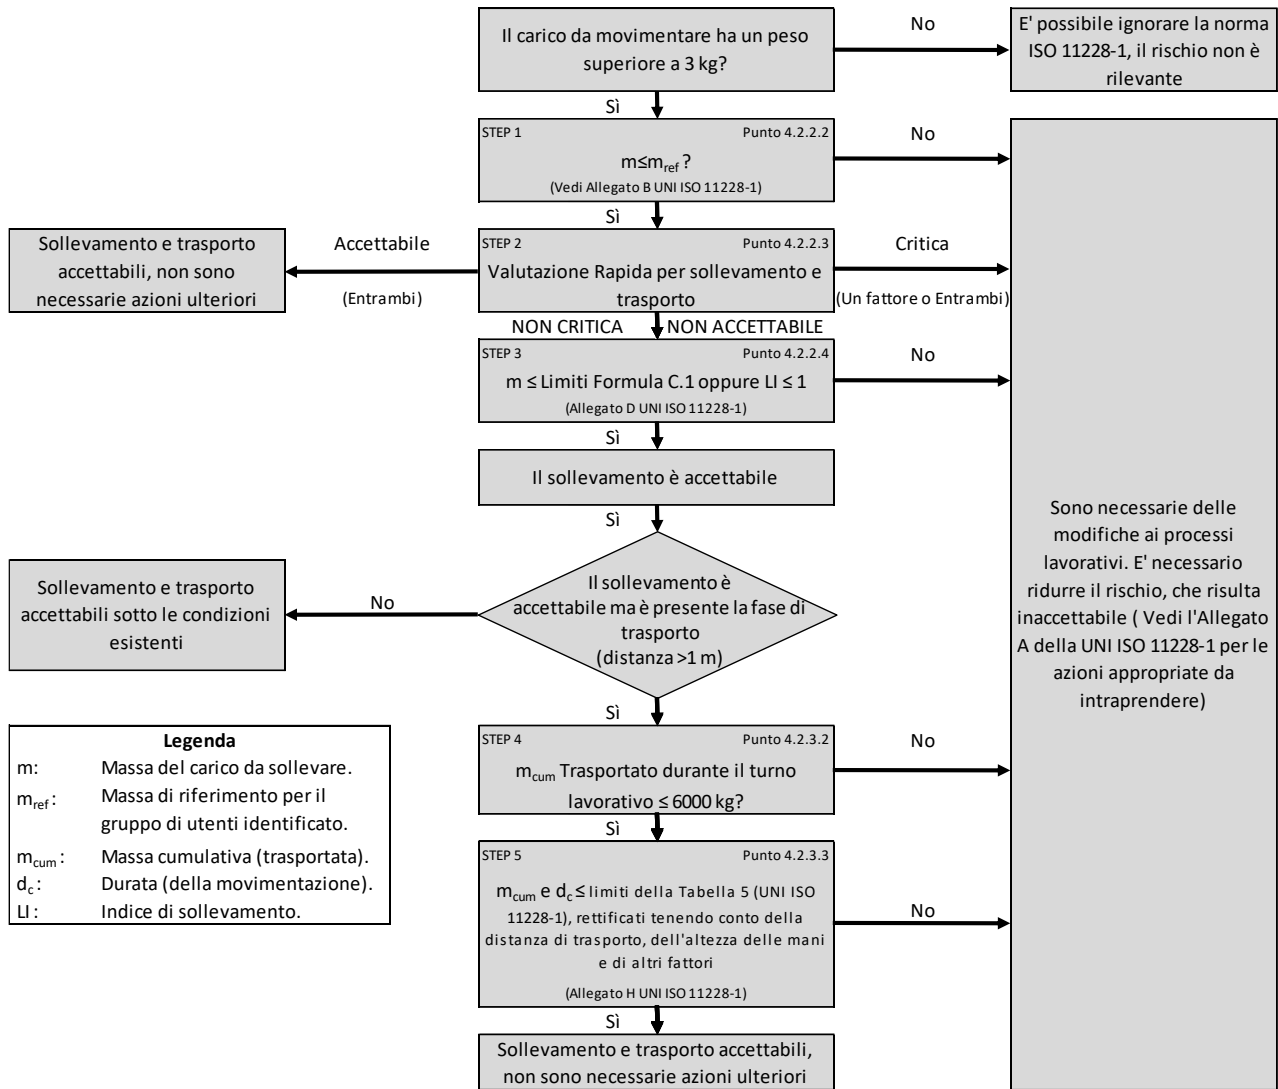 Il carico da movimentare ha un peso
superiore a 3 kg?
No
E' possibile ignorare la norma
ISO 11228-1, il rischio non è
rilevante
Sì
STEP 1 Punto 4.2.2.2
m≤mref ?
(Vedi Allegato B UNI ISO 11228-1)
No
Sì
STEP 2 Punto 4.2.2.3
Valutazione Rapida per sollevamento e
trasporto
Accettabile
(Entrambi)
Sollevamento e trasporto
accettabili, non sono
necessarie azioni ulteriori
Critica
(Un fattore o Entrambi)
NON CRITICA NON ACCETTABILE
STEP 3 Punto 4.2.2.4
m ≤ Limiti Formula C.1 oppure LI ≤ 1
(Allegato D UNI ISO 11228-1)
No
Sì
Il sollevamento è accettabile
Sì
Il sollevamento è
accettabile ma è presente la fase di
trasporto
(distanza >1 m)
No
Sollevamento e trasporto
accettabili sotto le condizioni
esistenti
Sono necessarie delle
modifiche ai processi
lavorativi. E' necessario
ridurre il rischio, che risulta
inaccettabile ( Vedi l'Allegato
A della UNI ISO 11228-1 per le
azioni appropriate da
intraprendere)
Sì
STEP 4 Punto 4.2.3.2
mcum Trasportato durante il turno
lavorativo ≤ 6000 kg?
No
Sì
STEP 5 Punto 4.2.3.3
mcum e dc ≤ limiti della Tabella 5 (UNI ISO
11228-1), rettificati tenendo conto della
distanza di trasporto, dell'altezza delle mani
e di altri fattori
(Allegato H UNI ISO 11228-1)
No
Sì
Sollevamento e trasporto accettabili,
non sono necessarie azioni ulteriori
Legenda
m: Massa del carico da sollevare.
mref : Massa di riferimento per il
gruppo di utenti identificato.
mcum : Massa cumulativa (trasportata).
dc : Durata (della movimentazione).
LI : Indice di sollevamento.